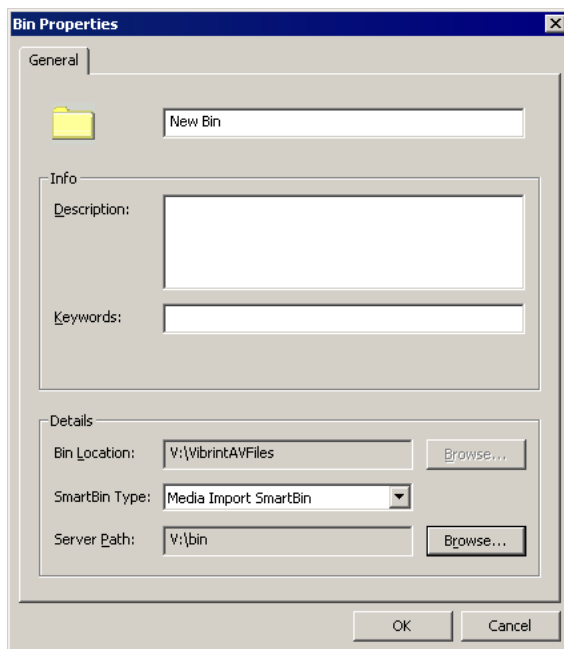 Bin Properties
General
New Bin
Info
Description:
Keywords:
Details
Bin Location: V:\VibrintAVFiles Browse...
SmartBin Type: Media Import SmartBin
Server Path: V:\bin Browse...
OK Cancel